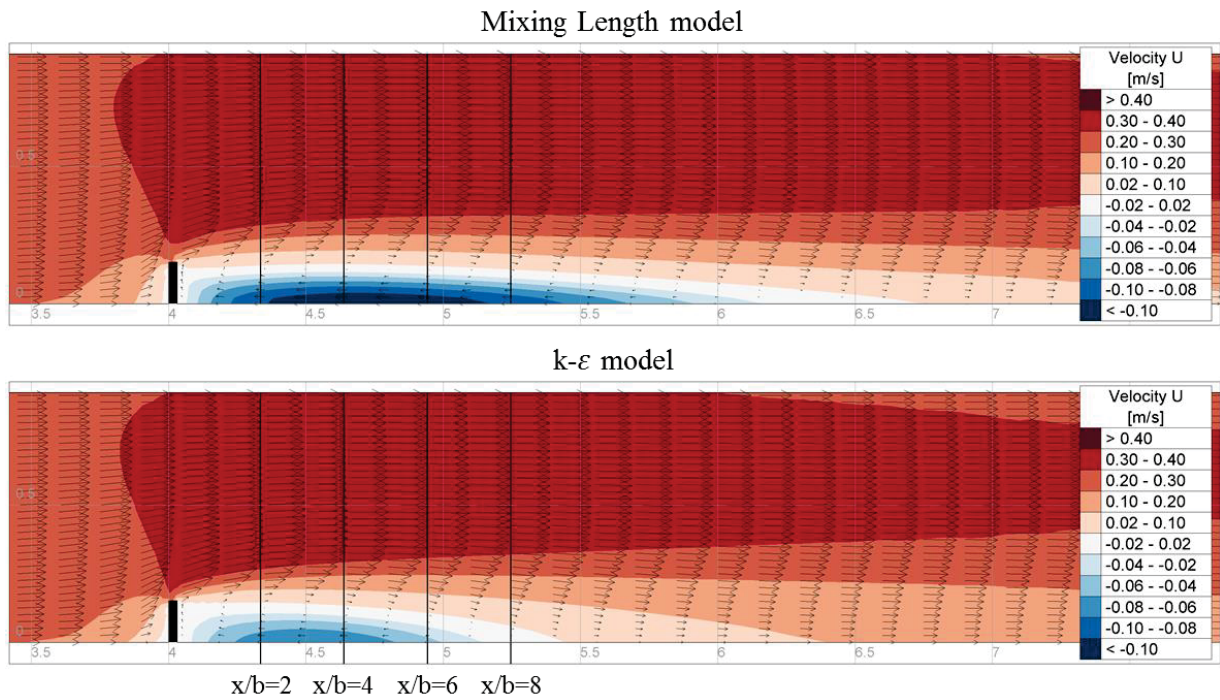 Mixing Length model
Velocity U
[m/s]
> 0.40
0.30 - 0.40
0.20 - 0.30
0.10 - 0.20
0.02 - 0.10
-0.02 - 0.02
-0.04 - -0.02
-0.06 - -0.04
-0.08 - -0.06
-0.10 - -0.08
< -0.10
0.5
0
3.5 4 4.5 5 5.5 6 6.5 7
k-ε model
Velocity U
[m/s]
> 0.40
0.30 - 0.40
0.20 - 0.30
0.10 - 0.20
0.02 - 0.10
-0.02 - 0.02
-0.04 - -0.02
-0.06 - -0.04
-0.08 - -0.06
-0.10 - -0.08
< -0.10
0.5
0
3.5 4 4.5 5 5.5 6 6.5 7
x/b=2 x/b=4 x/b=6 x/b=8